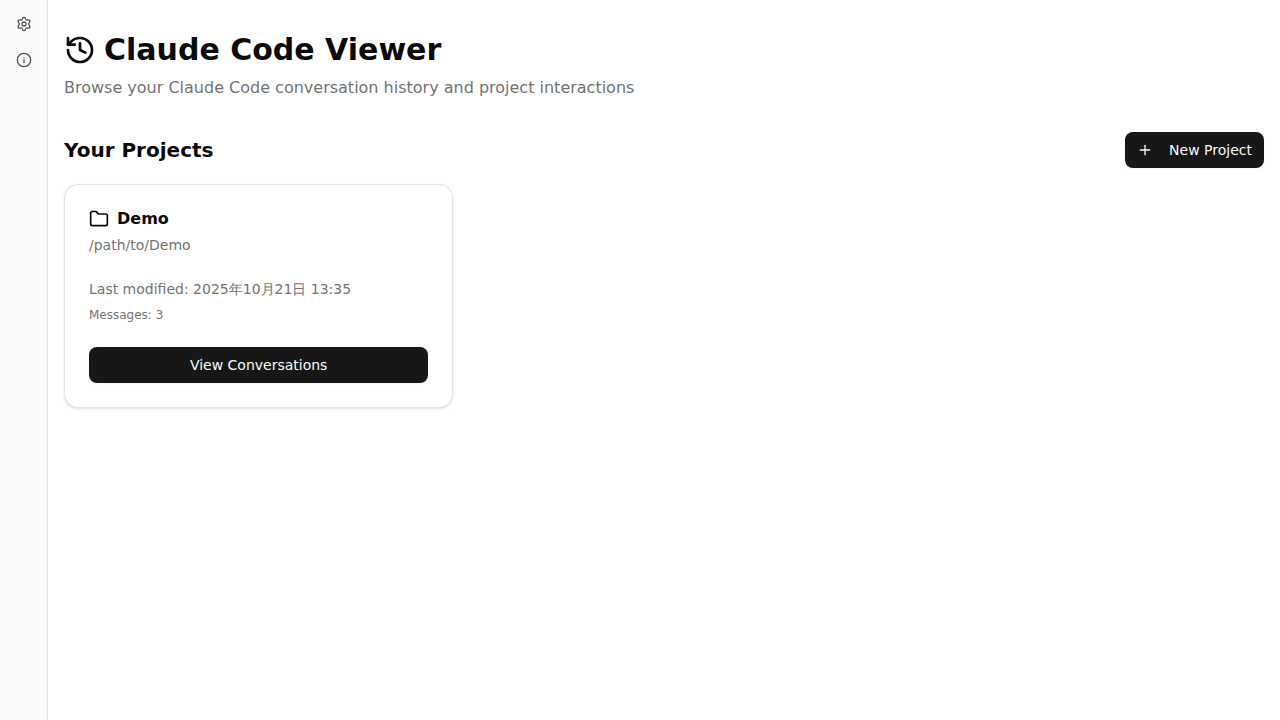 Claude Code Viewer
Browse your Claude Code conversation history and project interactions
Your Projects
New Project
Demo
/path/to/Demo
Last modified: 2025年10月21日 13:35
Messages: 3
View Conversations